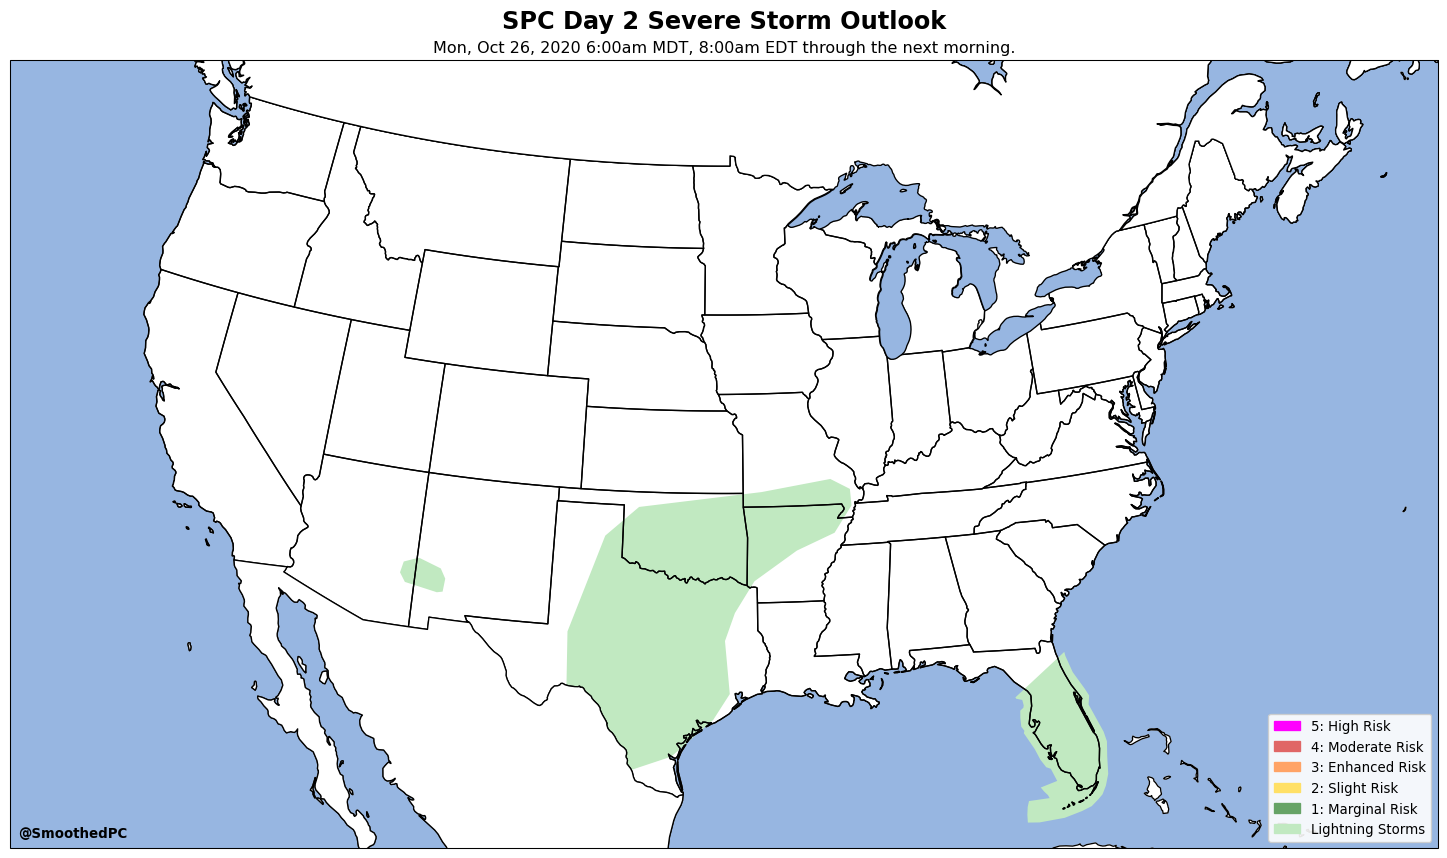 SPC Day 2 Severe Storm Outlook
Mon, Oct 26, 2020 6:00am MDT, 8:00am EDT through the next morning.
5: High Risk
4: Moderate Risk
3: Enhanced Risk
2: Slight Risk
1: Marginal Risk
Lightning Storms
@SmoothedPC